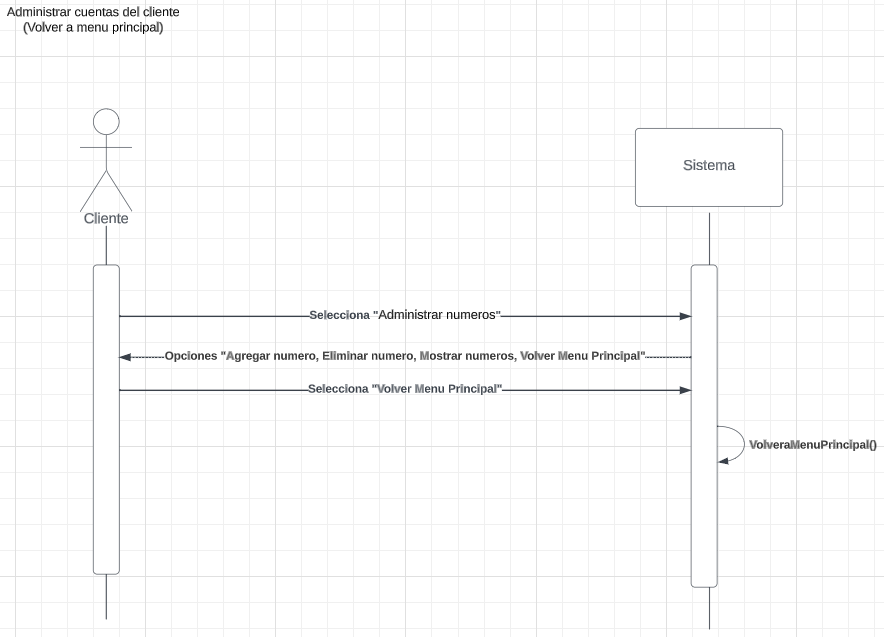 Administrar cuentas del cliente
(Volver a menu principal)
Sistema
Cliente
Selecciona "Administrar numeros"
Opciones "Agregar numero, Eliminar numero, Mostrar numeros, Volver Menu Principal"
Selecciona "Volver Menu Principal"
VolveraMenuPrincipal()